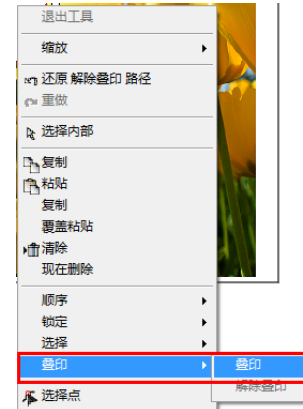 退出工具
缩放
还原 解除叠印 路径
重做
选择内部
复制
粘贴
复制
覆盖粘贴
清除
现在删除
顺序
锁定
选择
叠印
叠印
解除叠印
选择点